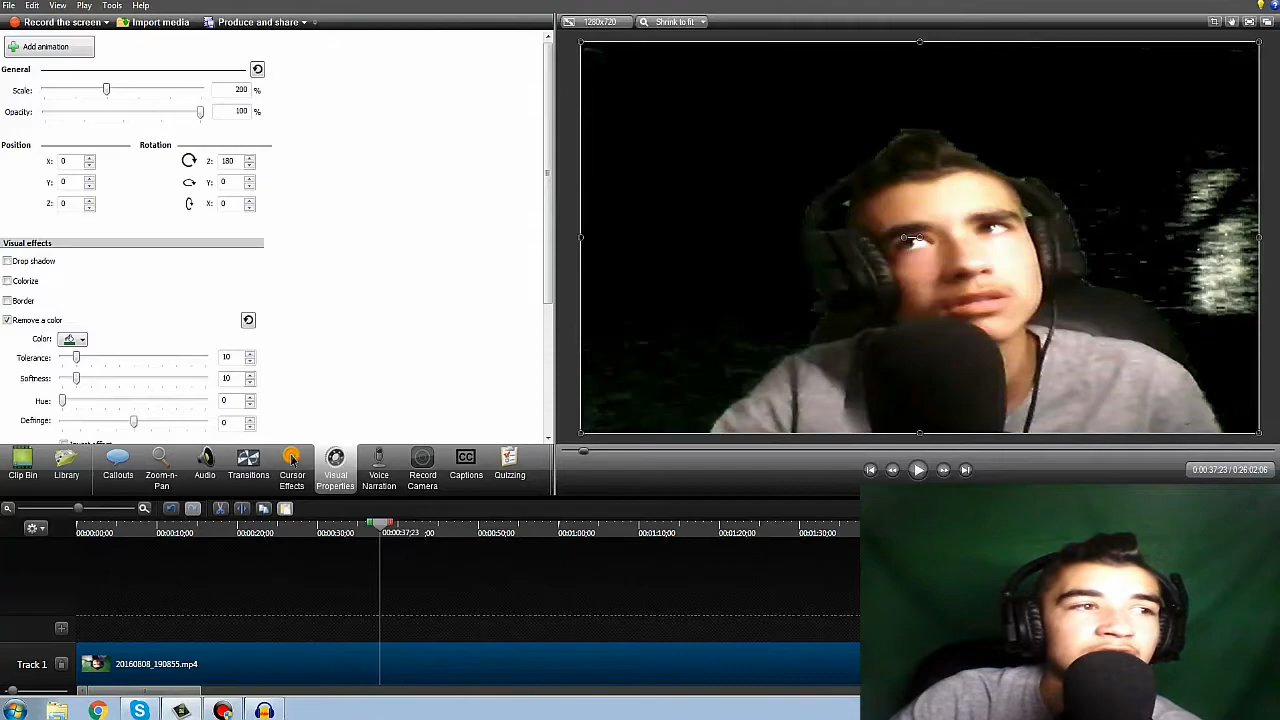 File Edit View Play Tools Help
Record the screen Import media Produce and share
1280x720 Shrink to fit
Add animation
General
Scale: 200 %
Opacity: 100 %
Position Rotation
X: 0 Z: 180
Y: 0 Y: 0
Z: 0 X: 0
Visual effects
Drop shadow
Colorize
Border
Remove a color
Color:
Tolerance: 10
Softness: 10
Hue: 0
Defringe: 0
Clip Bin Library Callouts Zoom-n-Pan Audio Transitions Cursor Effects Visual Properties Voice Narration Record Camera Captions Quizzing
0:00:37;23 / 0:26:02;06
00:00:00;00 00:00:10;00 00:00:20;00 00:00:30;00 00:00:37;23 ;00 00:00:50;00 00:01:00;00 00:01:10;00 00:01:20;00 00:01:30;00
Track 1 20160808_190855.mp4